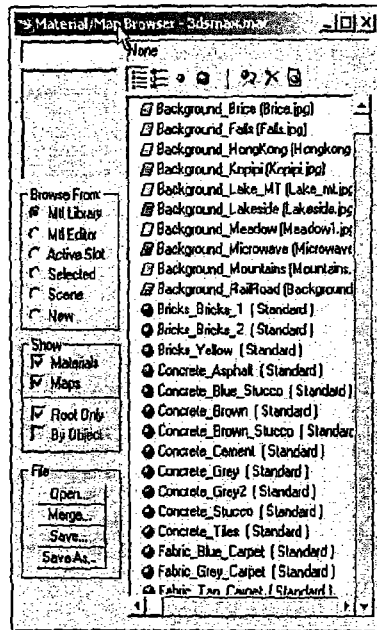 Material/Map Browser - 3dsmax.mat
None
Browse From:
Mtl Library
Mtl Editor
Active Slot
Selected
Scene
New
Show
Materials
Maps
Root Only
By Object
File
Open...
Merge...
Save...
Save As...
Background_Brice (Brice.jpg)
Background_Falls (Falls.jpg)
Background_HongKong (Hongkong
Background_Knpipi (Knpipi.jpg)
Background_Lake_MT (Lake_mt.jpg
Background_Lakeside (Lakeside.jpg
Background_Meadow (Meadow1.jpg
Background_Microwave (Microwave
Background_Mountains (Mountains.
Background_RailRoad (Background
Bricks_Bricks_1 ( Standard )
Bricks_Bricks_2 ( Standard )
Bricks_Yellow ( Standard )
Concrete_Asphalt ( Standard )
Concrete_Blue_Stucco ( Standard )
Concrete_Brown ( Standard )
Concrete_Brown_Stucco ( Standard
Concrete_Cement ( Standard )
Concrete_Grey ( Standard )
Concrete_Grey2 ( Standard )
Concrete_Stucco ( Standard )
Concrete_Tiles ( Standard )
Fabric_Blue_Carpet ( Standard )
Fabric_Grey_Carpet ( Standard )
Fabric_Tan_Carpet ( Standard )